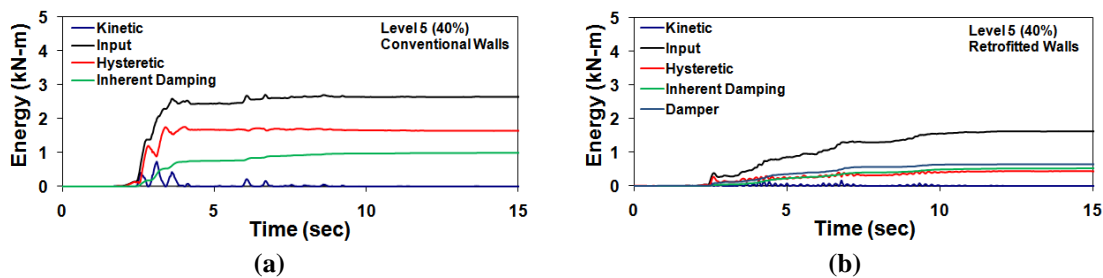 Energy (kN-m)
5
4
3
2
1
0
Kinetic
Input
Hysteretic
Inherent Damping
Level 5 (40%)
Conventional Walls
0 5 10 15
Time (sec)
(a)
Energy (kN-m)
5
4
3
2
1
0
Kinetic
Input
Hysteretic
Inherent Damping
Damper
Level 5 (40%)
Retrofitted Walls
0 5 10 15
Time (sec)
(b)